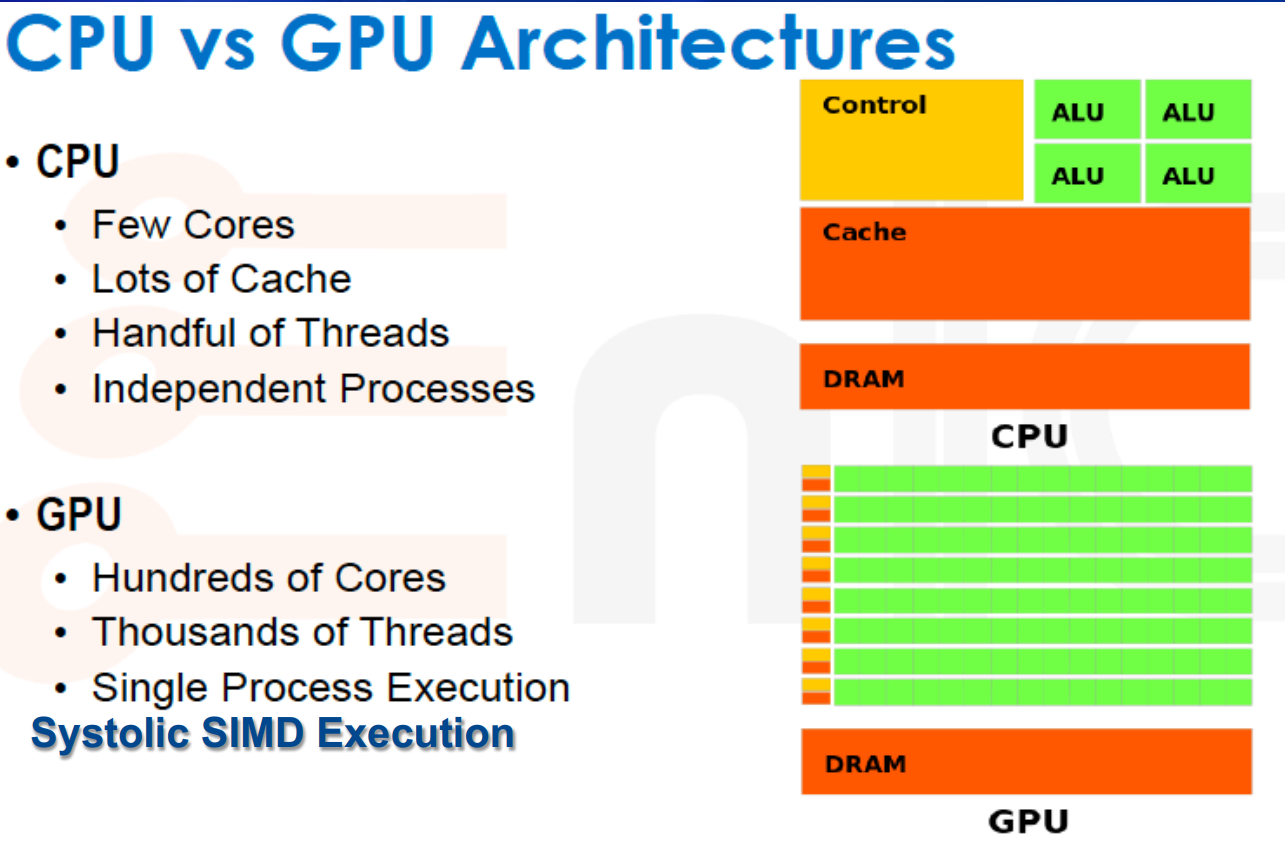 CPU vs GPU Architectures
• CPU
• Few Cores
• Lots of Cache
• Handful of Threads
• Independent Processes
• GPU
• Hundreds of Cores
• Thousands of Threads
• Single Process Execution
Systolic SIMD Execution
Control
ALU ALU
ALU ALU
Cache
DRAM
CPU
DRAM
GPU